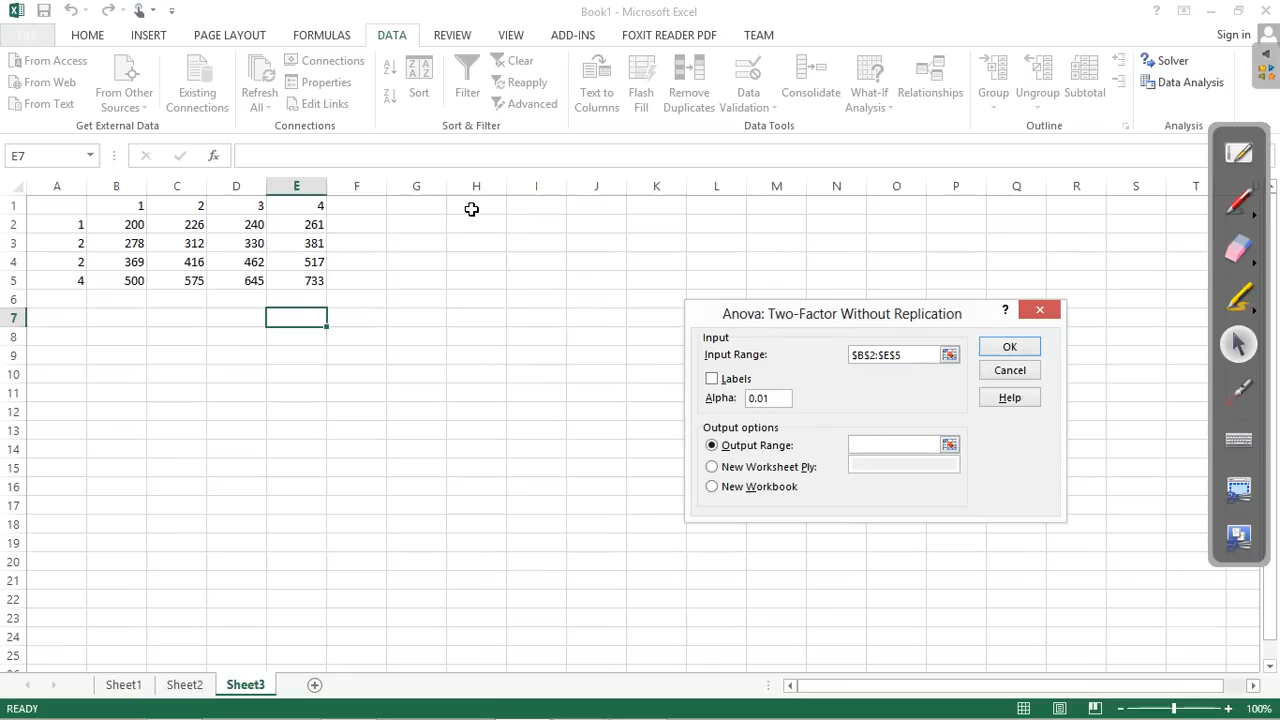 Book1 - Microsoft Excel
FILE HOME INSERT PAGE LAYOUT FORMULAS DATA REVIEW VIEW ADD-INS FOXIT READER PDF TEAM Sign in
From Access
From Web
From Text
From Other Sources
Existing Connections
Get External Data
Refresh All
Connections
Properties
Edit Links
Connections
Sort
Filter
Clear
Reapply
Advanced
Sort & Filter
Text to Columns
Flash Fill
Remove Duplicates
Data Validation
Consolidate
What-If Analysis
Relationships
Data Tools
Group
Ungroup
Subtotal
Outline
Solver
Data Analysis
Analysis
E7 fx
A B C D E F G H I J K L M N O P Q R S T
1 1 2 3 4
2 1 200 226 240 261
3 2 278 312 330 381
4 2 369 416 462 517
5 4 500 575 645 733
6
7
8
9
10
11
12
13
14
15
16
17
18
19
20
21
22
23
24
25
Anova: Two-Factor Without Replication ?
Input
Input Range: $B$2:$E$5
Labels
Alpha: 0.01
Output options
Output Range:
New Worksheet Ply:
New Workbook
OK
Cancel
Help
Sheet1 Sheet2 Sheet3
READY 100%